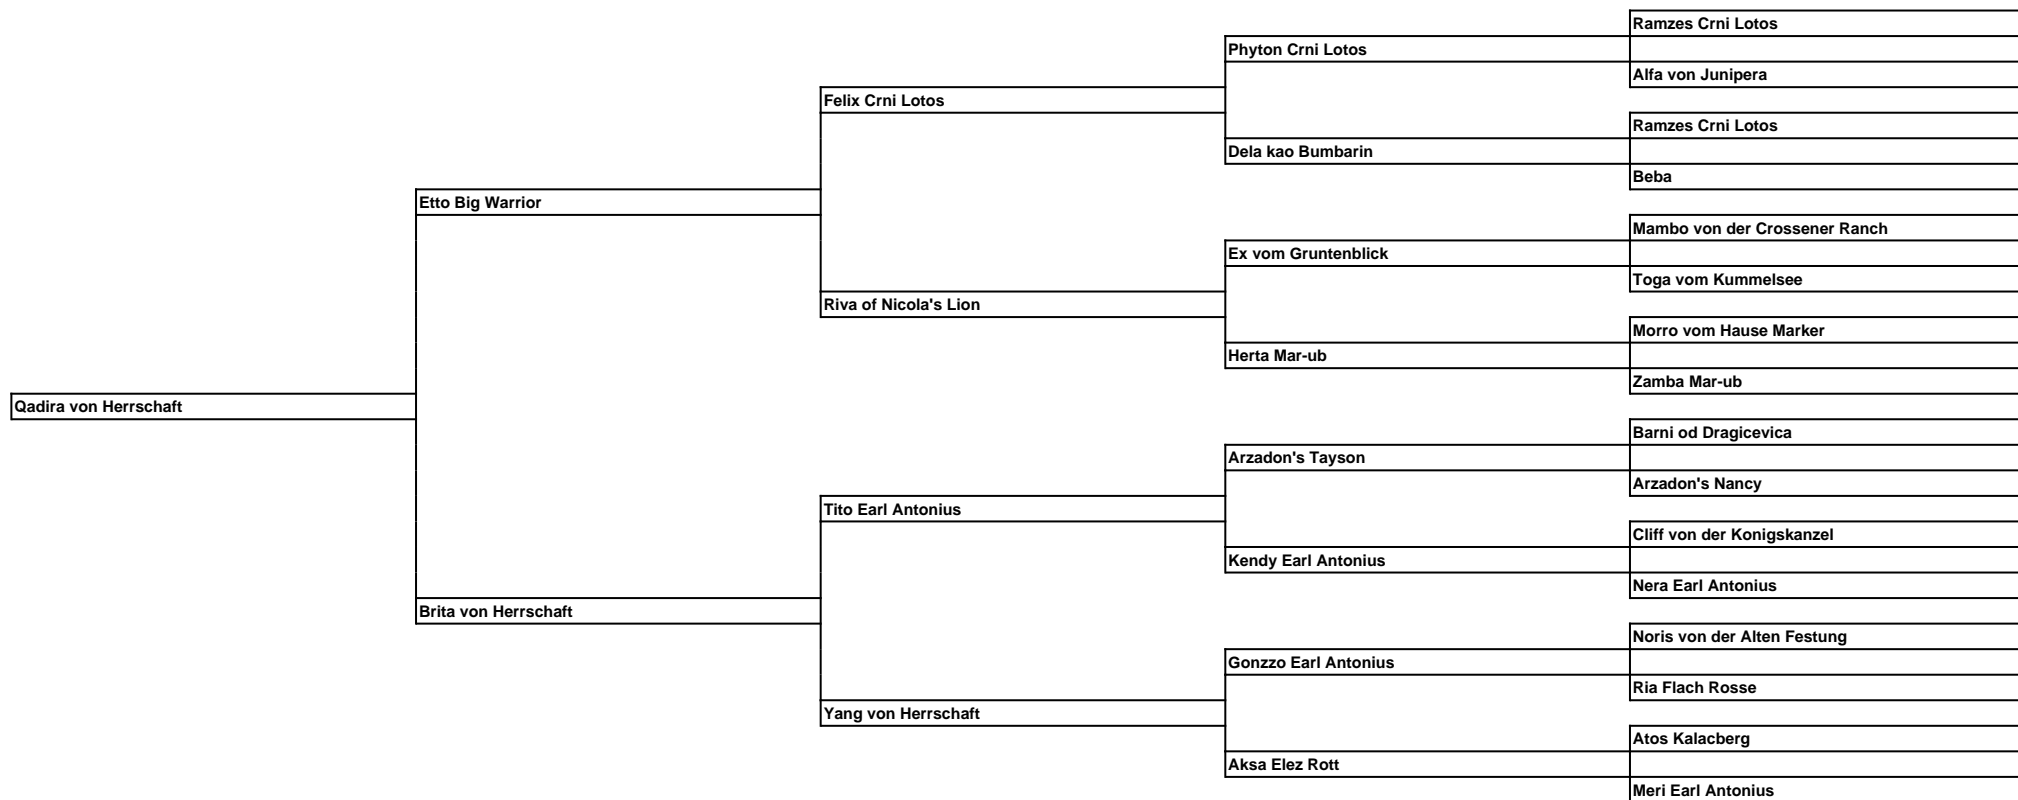 Ramzes Crni Lotos
Phyton Crni Lotos
Alfa von Junipera
Felix Crni Lotos
Ramzes Crni Lotos
Dela kao Bumbarin
Beba
Etto Big Warrior
Mambo von der Crossener Ranch
Ex vom Gruntenblick
Toga vom Kummelsee
Riva of Nicola's Lion
Morro vom Hause Marker
Herta Mar-ub
Zamba Mar-ub
Qadira von Herrschaft
Barni od Dragicevica
Arzadon's Tayson
Arzadon's Nancy
Tito Earl Antonius
Cliff von der Konigskanzel
Kendy Earl Antonius
Nera Earl Antonius
Brita von Herrschaft
Noris von der Alten Festung
Gonzzo Earl Antonius
Ria Flach Rosse
Yang von Herrschaft
Atos Kalacberg
Aksa Elez Rott
Meri Earl Antonius